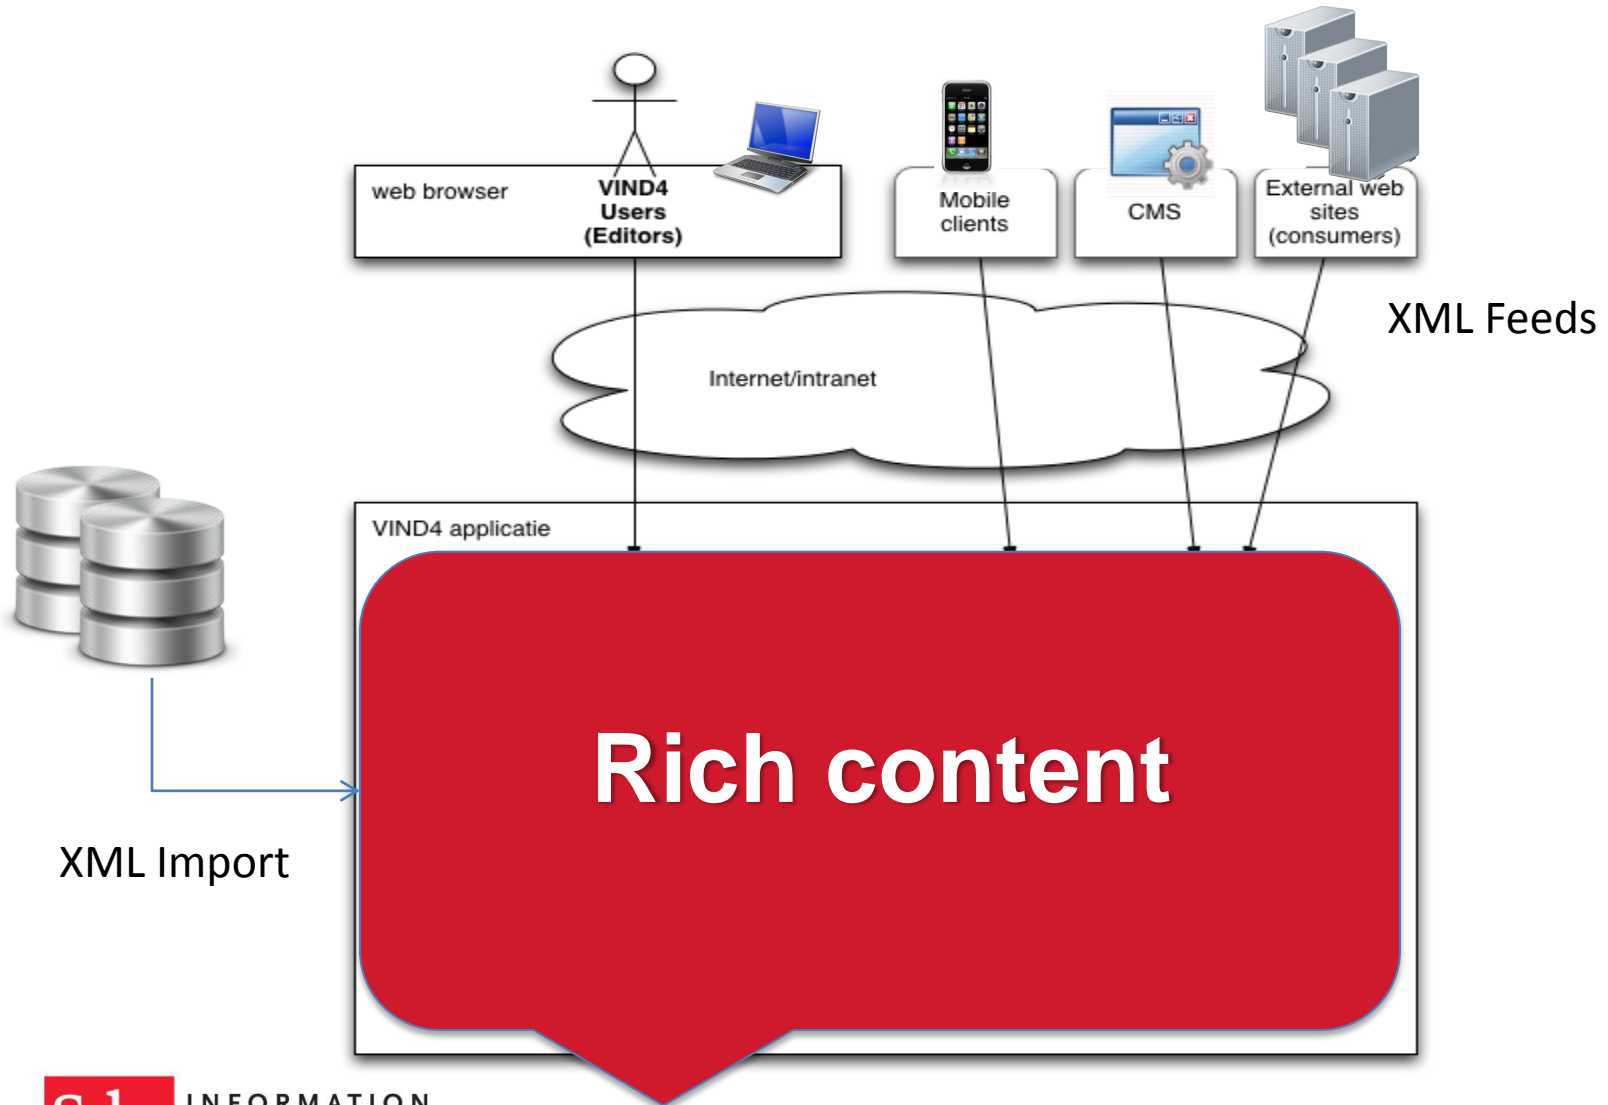 web browser
VIND4
Users
(Editors)
Mobile
clients
CMS
External web
sites
(consumers)
XML Feeds
Internet/intranet
VIND4 applicatie
Rich content
XML Import
INFORMATION